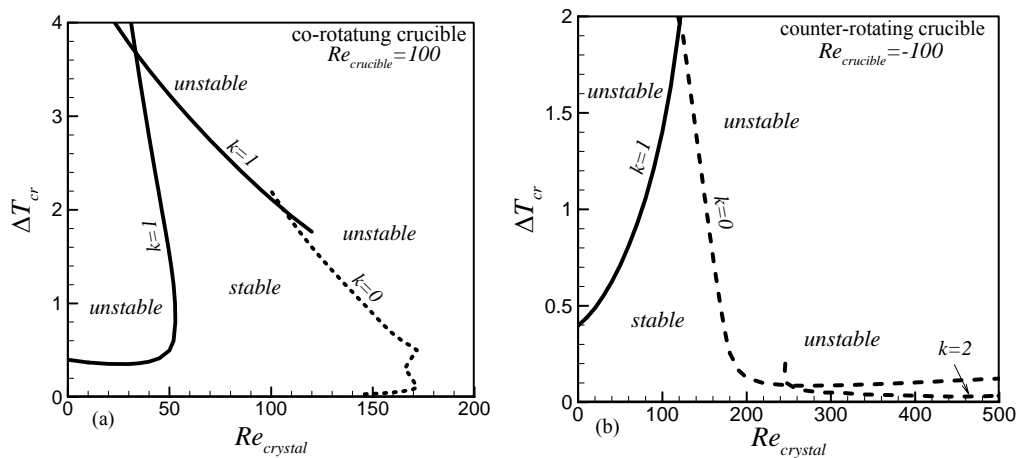 co-rotatung crucible
Re_crucible=100
4
3
2
1
0
ΔT_cr
unstable
k=1
k=1
unstable
stable
unstable
k=0
0
50
100
150
200
(a)
Re_crystal
counter-rotating crucible
Re_crucible=-100
2
1.5
1
0.5
0
ΔT_cr
unstable
unstable
k=1
k=0
stable
unstable
k=2
0
100
200
300
400
500
(b)
Re_crystal